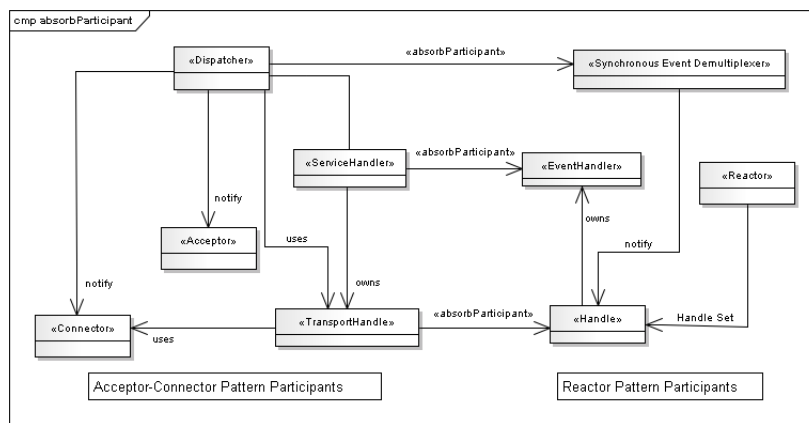 cmp absorbParticipant
«Dispatcher»
«absorbParticipant»
«Synchronous Event Demultiplexer»
«ServiceHandler»
«absorbParticipant»
«EventHandler»
«Reactor»
notify
owns
«Acceptor»
uses
notify
notify
owns
«Connector»
uses
«TransportHandle»
«absorbParticipant»
«Handle»
Handle Set
Acceptor-Connector Pattern Participants
Reactor Pattern Participants